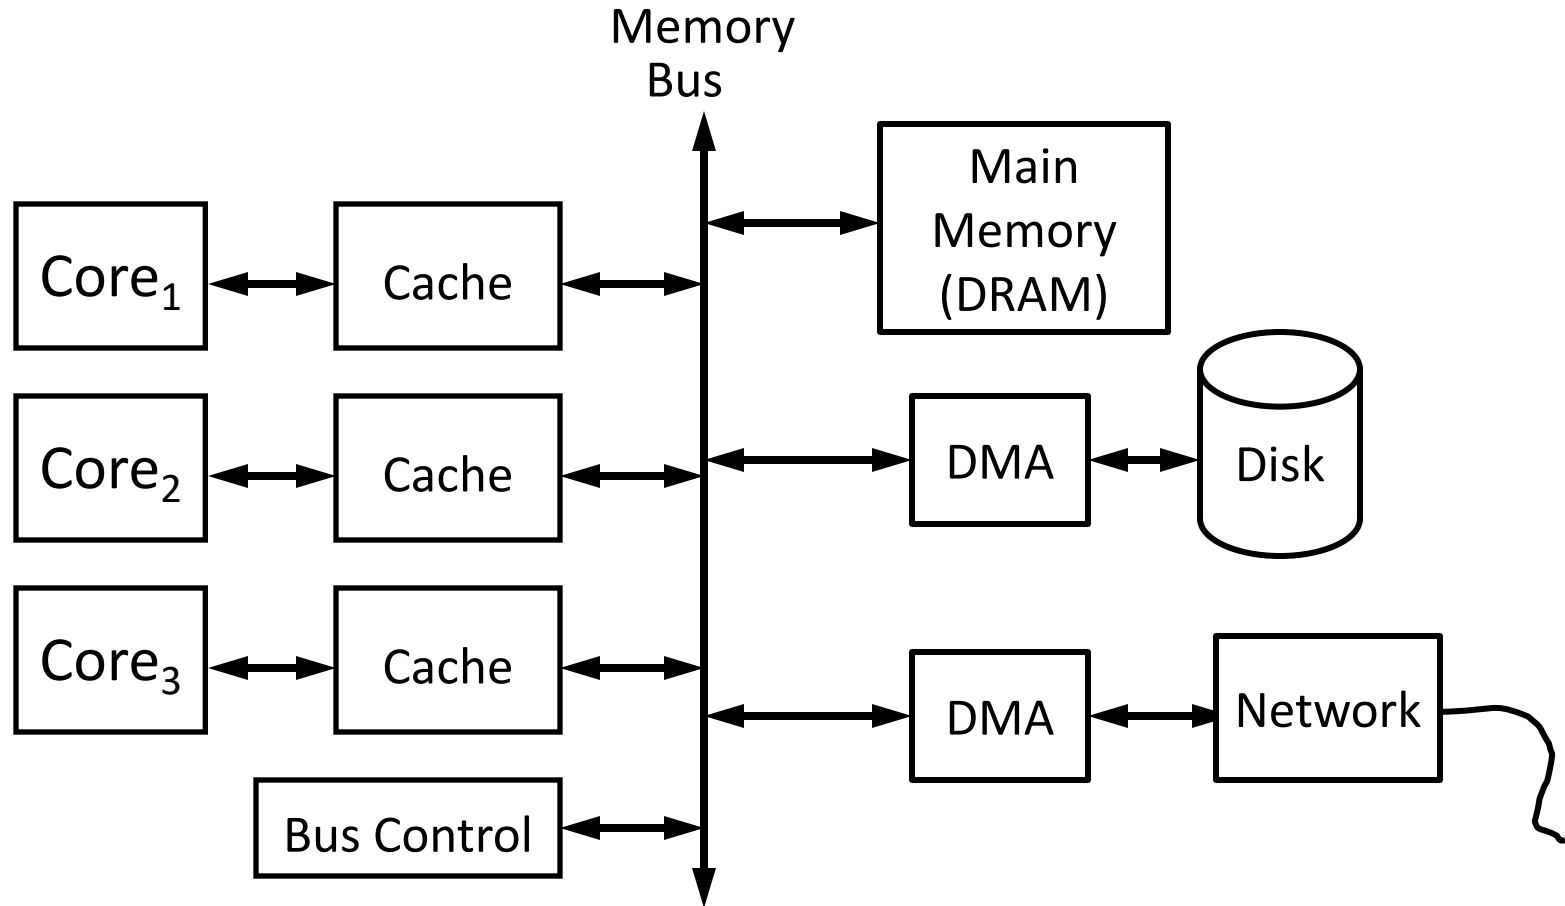 Memory
Bus
Main
Memory
(DRAM)
Core₁
Cache
Core₂
Cache
DMA
Disk
Core₃
Cache
DMA
Network
Bus Control